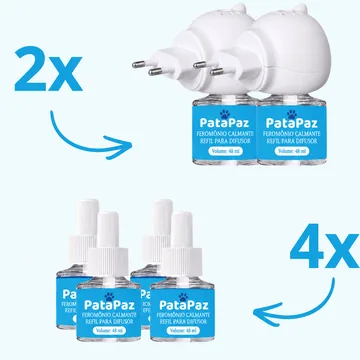 2x
PataPaz
FEROMÔNIO CALMANTE
REFIL PARA DIFUSOR
Volume: 48 ml
PataPaz
FEROMÔNIO CALMANTE
REFIL PARA DIFUSOR
Volume: 48 ml
4x
PataPaz
FEROMÔNIO CALMANTE
REFIL PARA DIFUSOR
Volume: 48 ml
PataPaz
FEROMÔNIO CALMANTE
REFIL PARA DIFUSOR
Volume: 48 ml